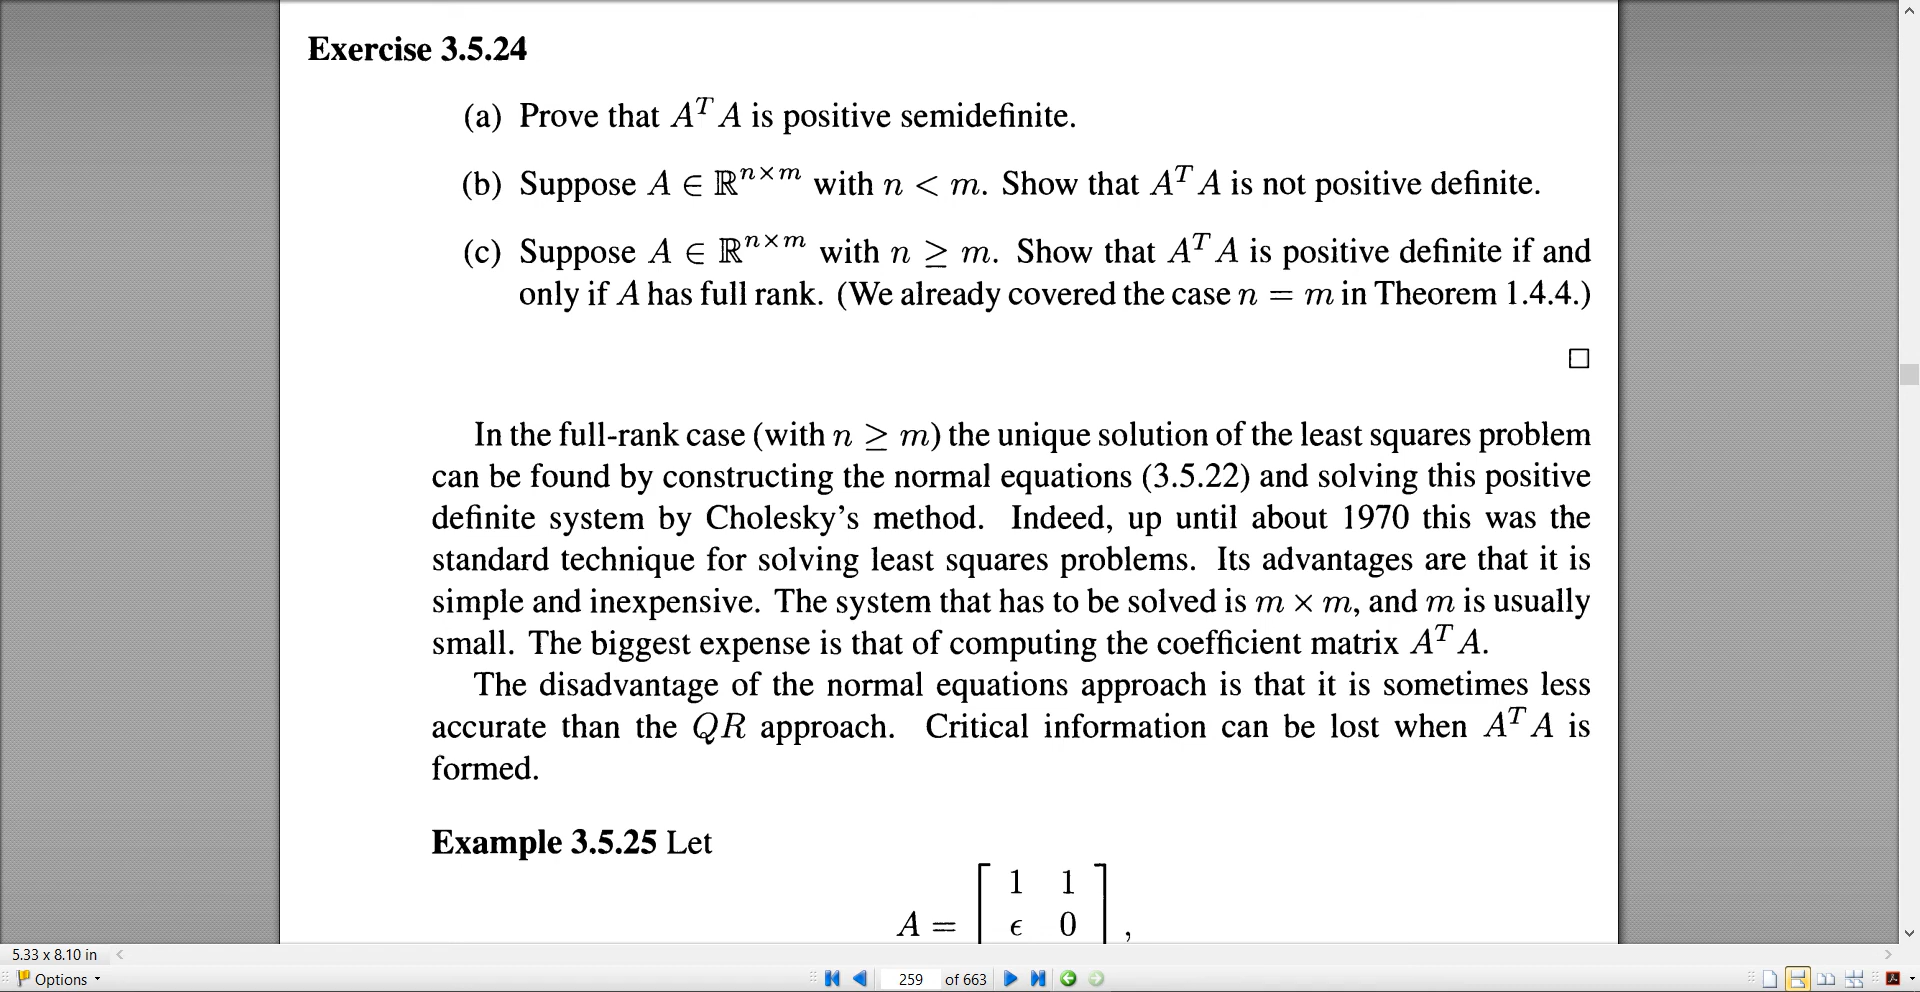 Exercise 3.5.24
(a) Prove that A^T A is positive semidefinite.
(b) Suppose A ∈ ℝ^{n×m} with n < m. Show that A^T A is not positive definite.
(c) Suppose A ∈ ℝ^{n×m} with n ≥ m. Show that A^T A is positive definite if and
only if A has full rank. (We already covered the case n = m in Theorem 1.4.4.)
□
In the full-rank case (with n ≥ m) the unique solution of the least squares problem
can be found by constructing the normal equations (3.5.22) and solving this positive
definite system by Cholesky’s method. Indeed, up until about 1970 this was the
standard technique for solving least squares problems. Its advantages are that it is
simple and inexpensive. The system that has to be solved is m × m, and m is usually
small. The biggest expense is that of computing the coefficient matrix A^T A.
The disadvantage of the normal equations approach is that it is sometimes less
accurate than the QR approach. Critical information can be lost when A^T A is
formed.
Example 3.5.25 Let
1 1
A = [ ϵ 0 ] ,
5.33 x 8.10 in
Options
259 of 663